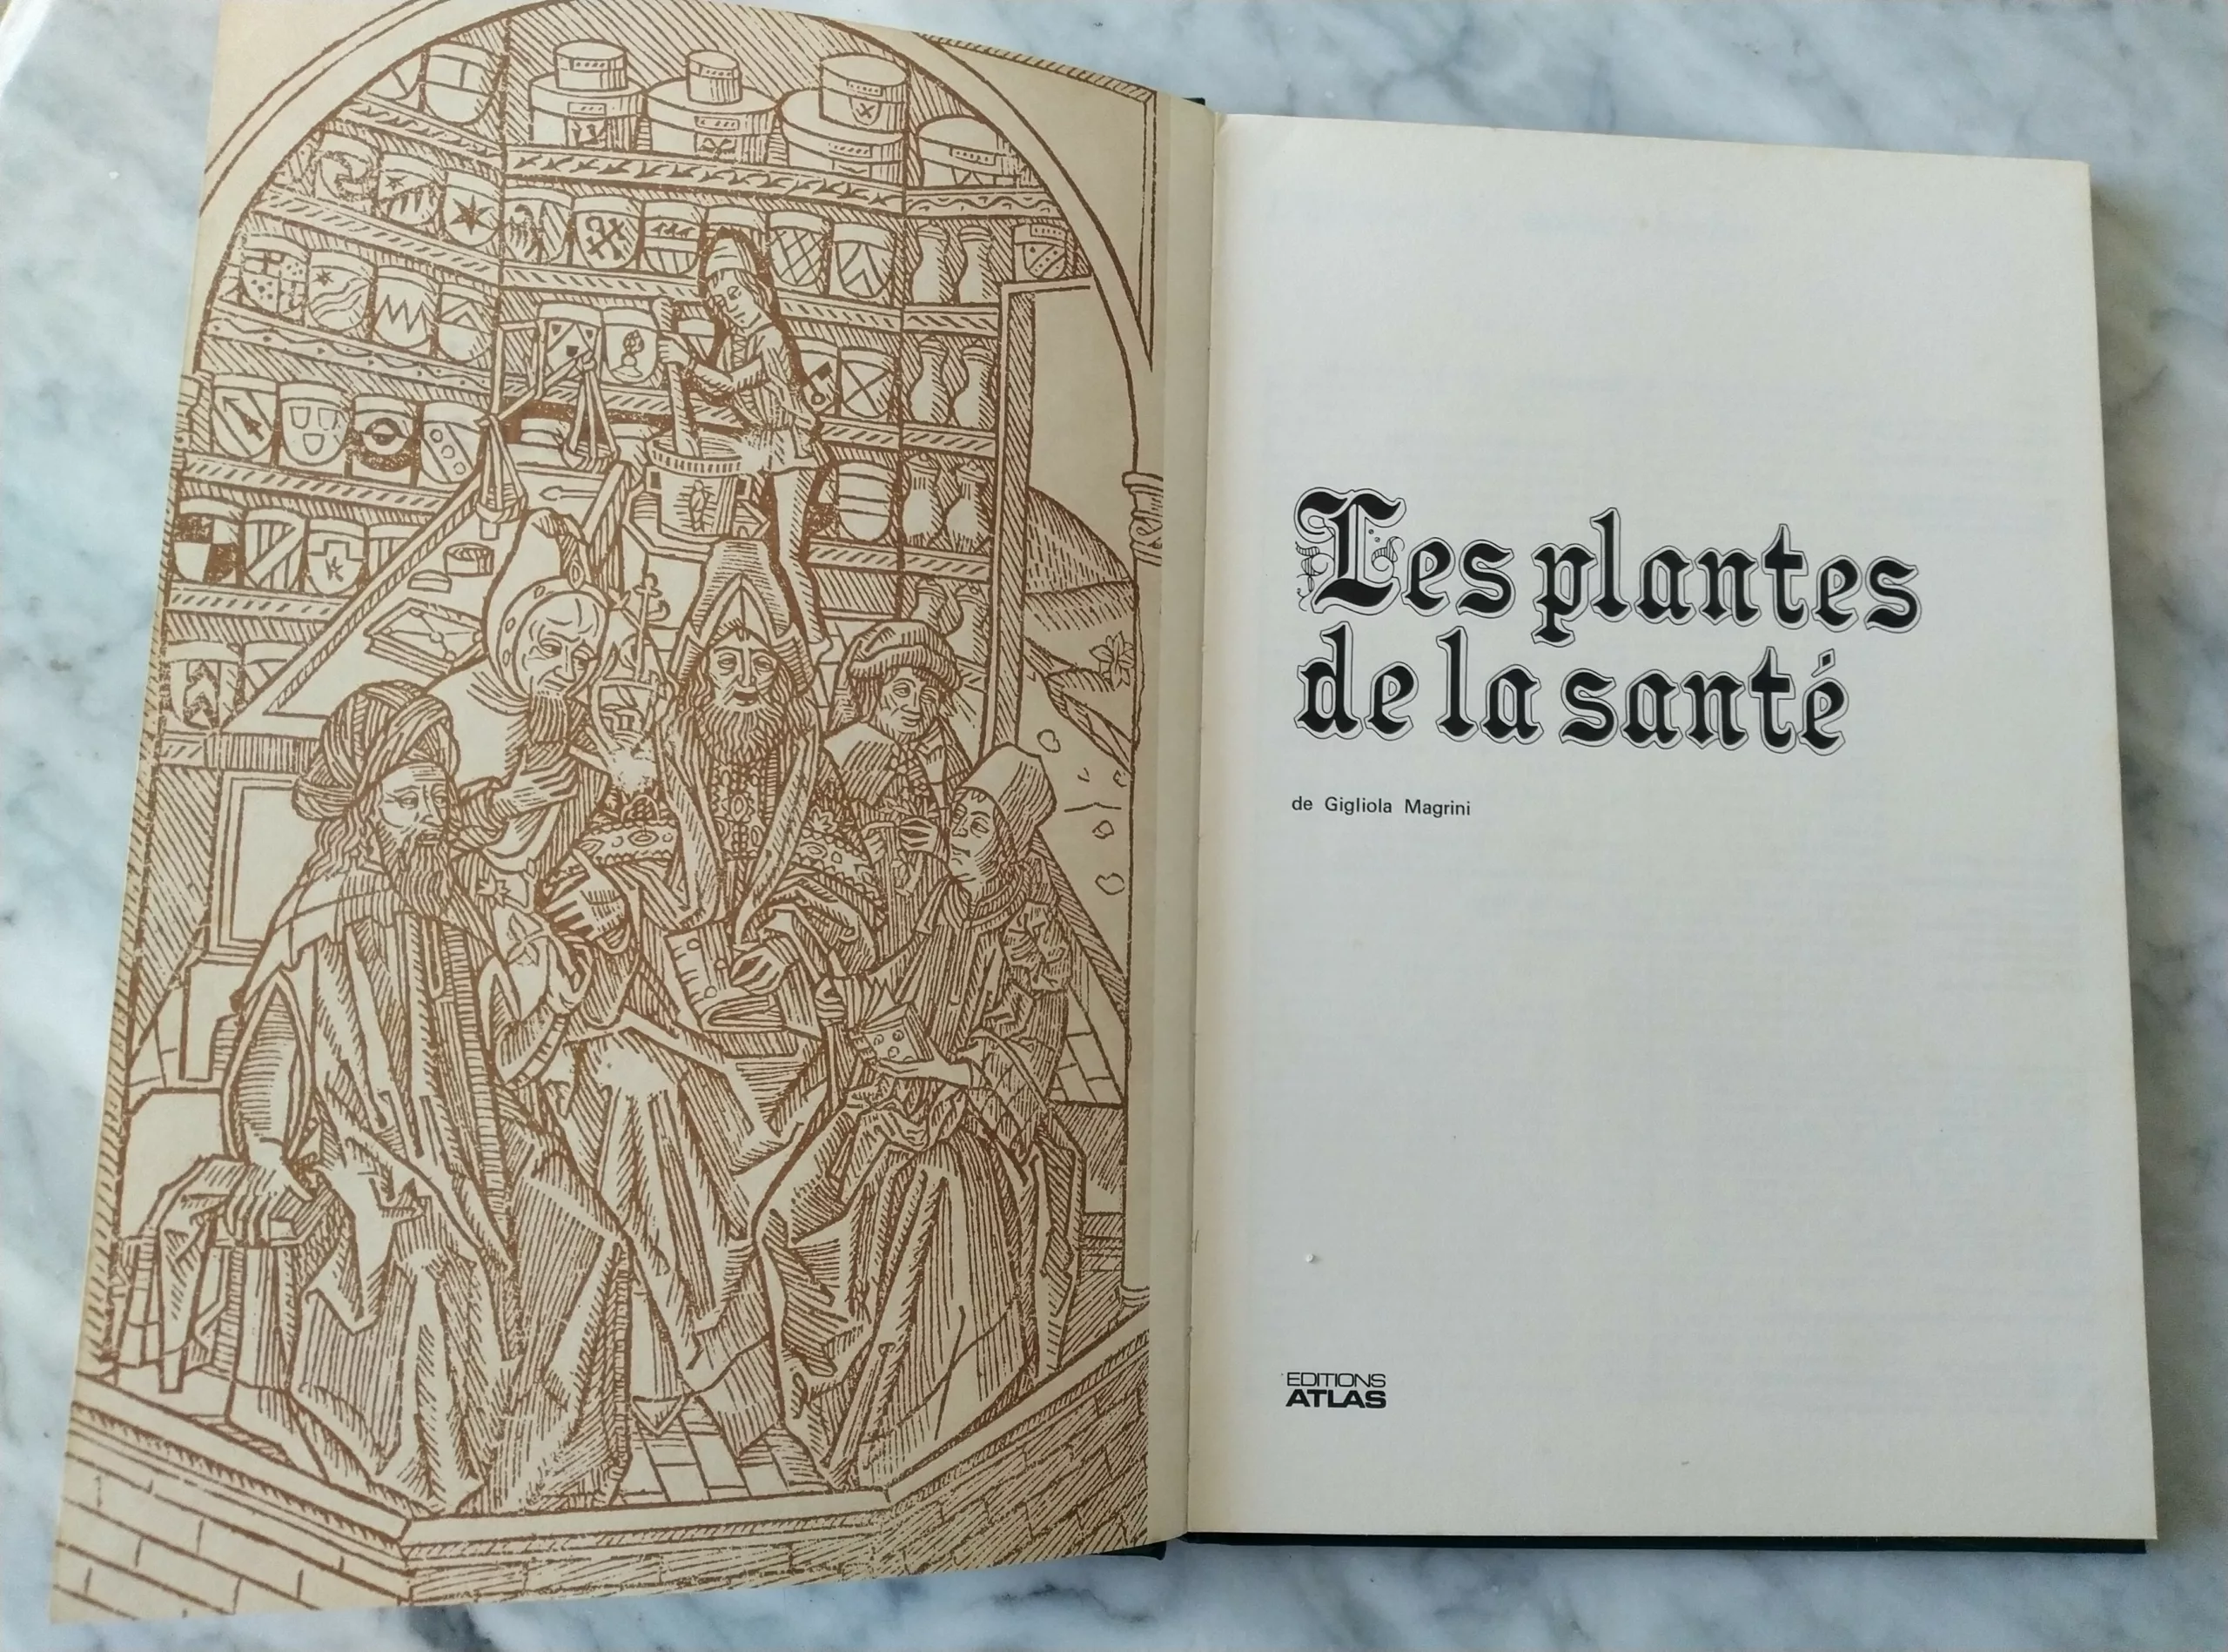 Les plantes
de la santé
de Gigliola Magrini
EDITIONS
ATLAS